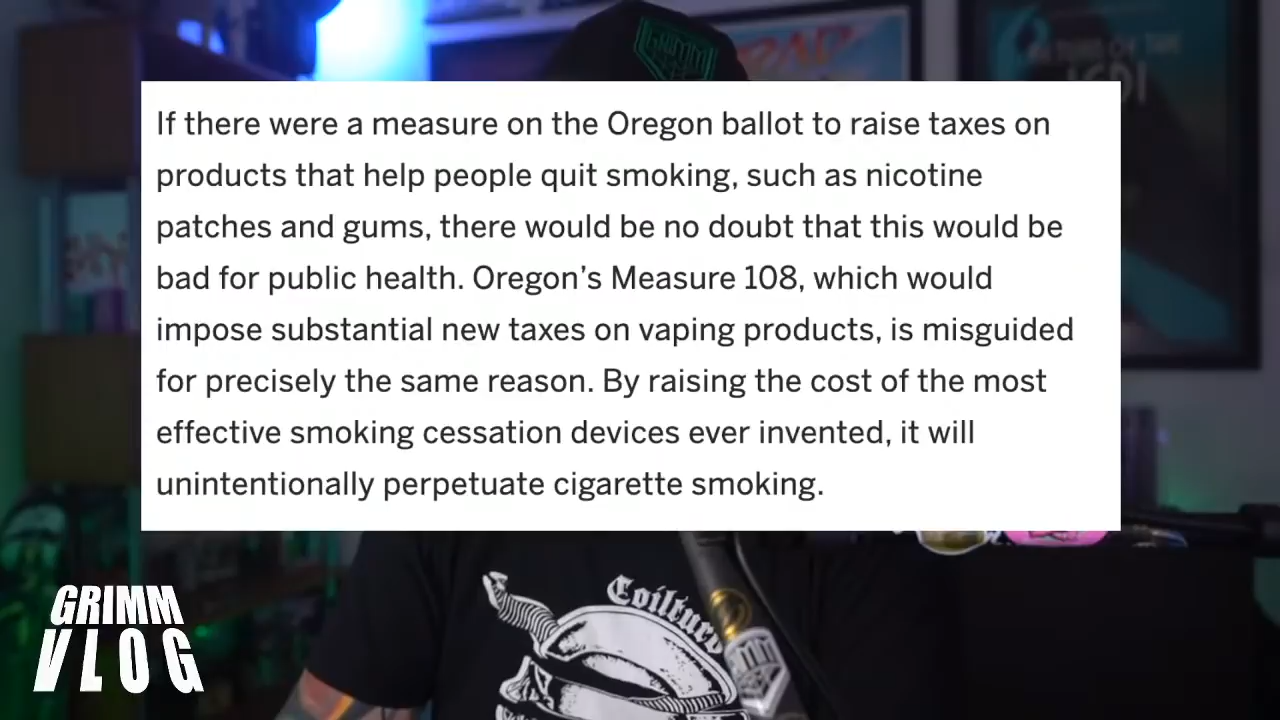 If there were a measure on the Oregon ballot to raise taxes on
products that help people quit smoking, such as nicotine
patches and gums, there would be no doubt that this would be
bad for public health. Oregon’s Measure 108, which would
impose substantial new taxes on vaping products, is misguided
for precisely the same reason. By raising the cost of the most
effective smoking cessation devices ever invented, it will
unintentionally perpetuate cigarette smoking.
GRIMM
VLOG
Coilturd